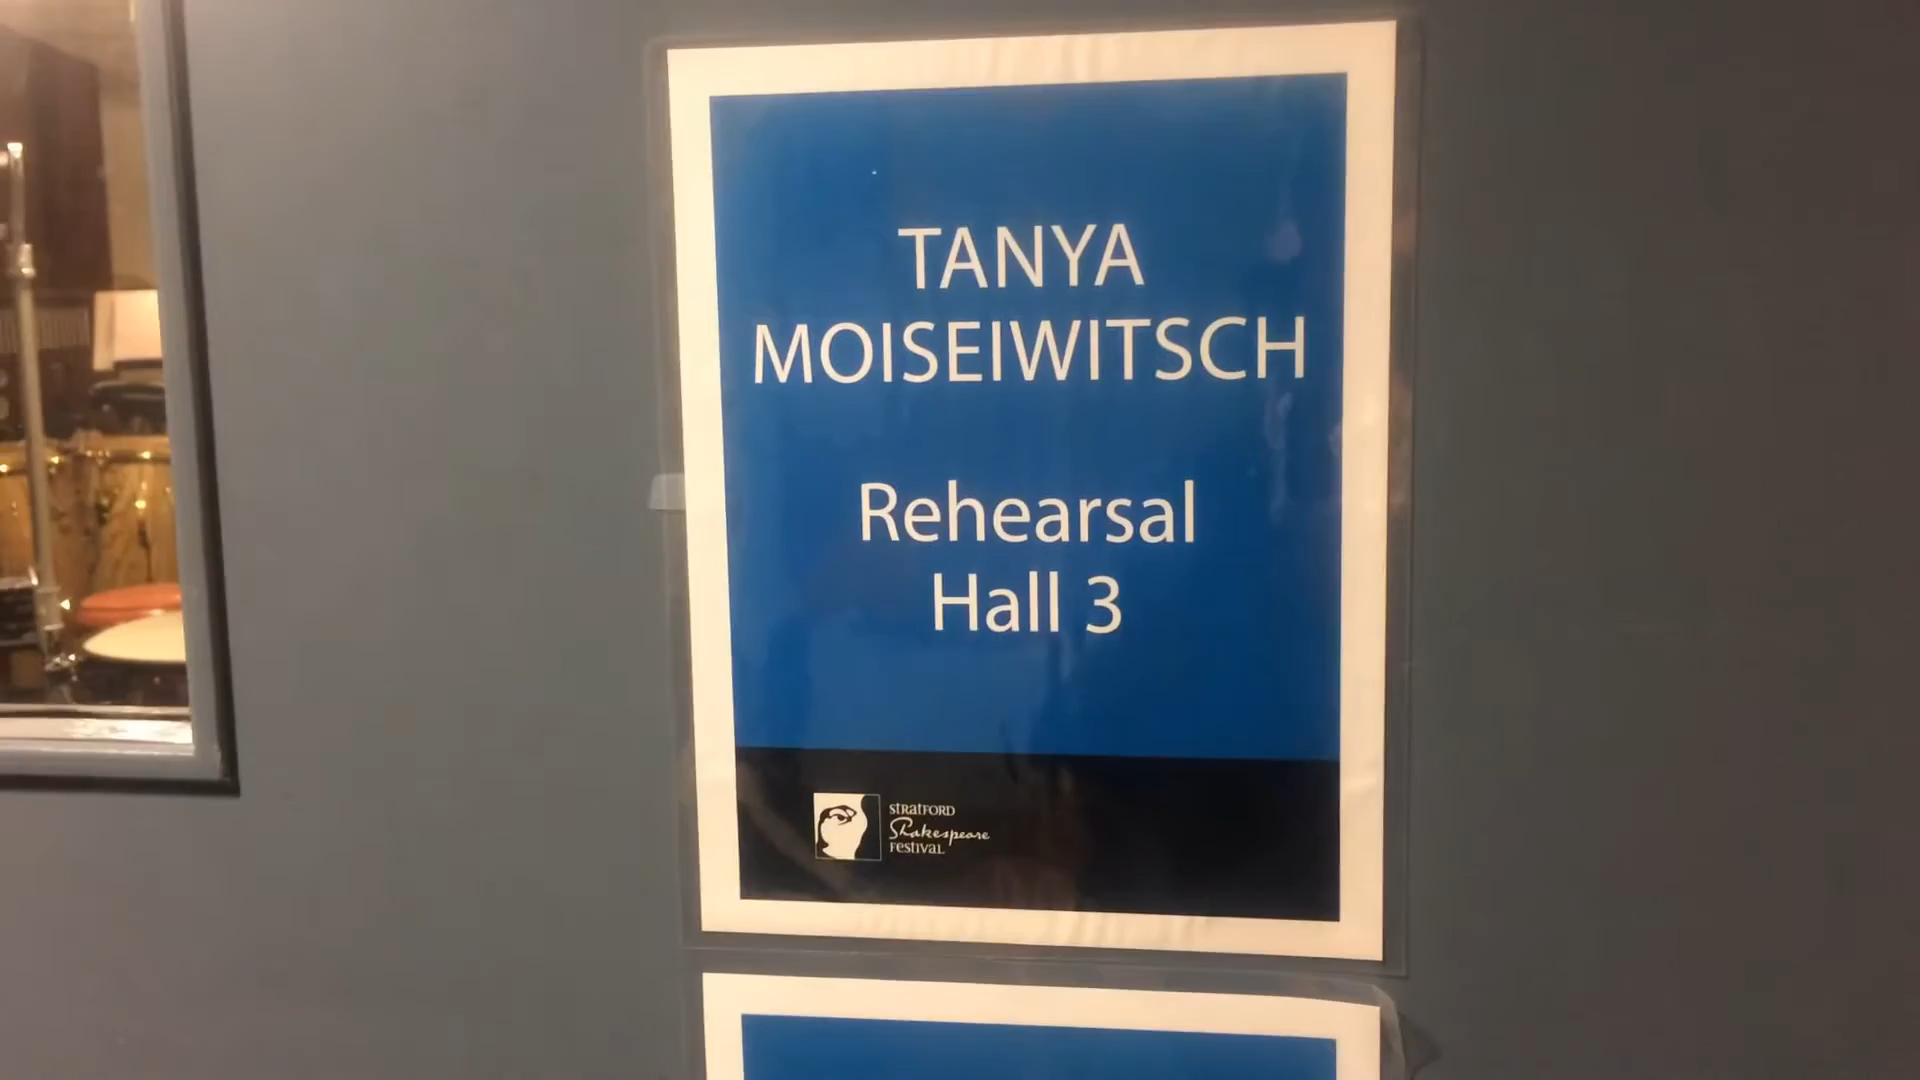 TANYA
MOISEIWITSCH
Rehearsal
Hall 3
STRATFORD
Shakespeare
FESTIVAL